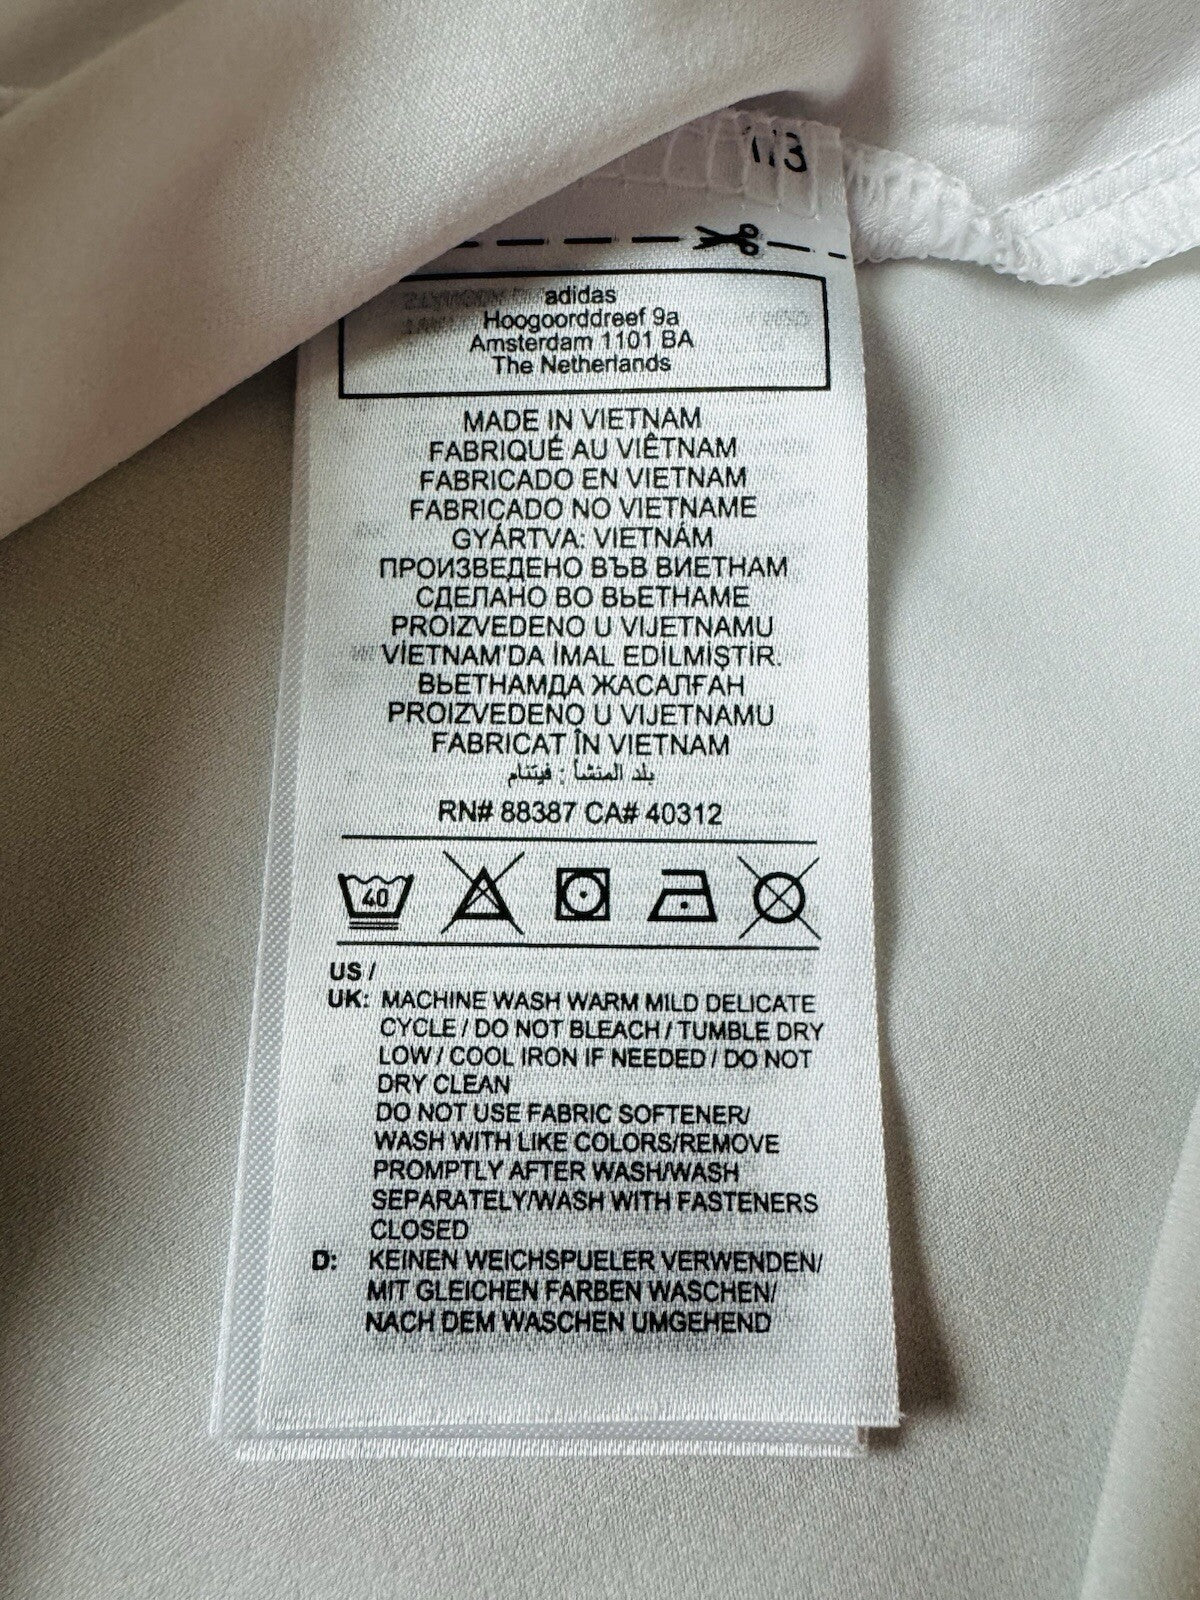 1/3
adidas
Hoogoorddreef 9a
Amsterdam 1101 BA
The Netherlands
MADE IN VIETNAM
FABRIQUÉ AU VIÊTNAM
FABRICADO EN VIETNAM
FABRICADO NO VIETNAME
GYÁRTVA: VIETNÁM
ПРОИЗВЕДЕНО ВЪВ ВИЕТНАМ
СДЕЛАНО ВО ВЬЕТНАМЕ
PROIZVEDENO U VIJETNAMU
VİETNAM'DA İMAL EDİLMİŞTİR.
ВЬЕТНАМДА ЖАСАЛҒАН
PROIZVEDENO U VIJETNAMU
FABRICAT ÎN VIETNAM
بلد المنشأ : فيتنام
RN# 88387 CA# 40312
40
US /
UK: MACHINE WASH WARM MILD DELICATE
CYCLE / DO NOT BLEACH / TUMBLE DRY
LOW / COOL IRON IF NEEDED / DO NOT
DRY CLEAN
DO NOT USE FABRIC SOFTENER/
WASH WITH LIKE COLORS/REMOVE
PROMPTLY AFTER WASH/WASH
SEPARATELY/WASH WITH FASTENERS
CLOSED
D: KEINEN WEICHSPUELER VERWENDEN/
MIT GLEICHEN FARBEN WASCHEN/
NACH DEM WASCHEN UMGEHEND